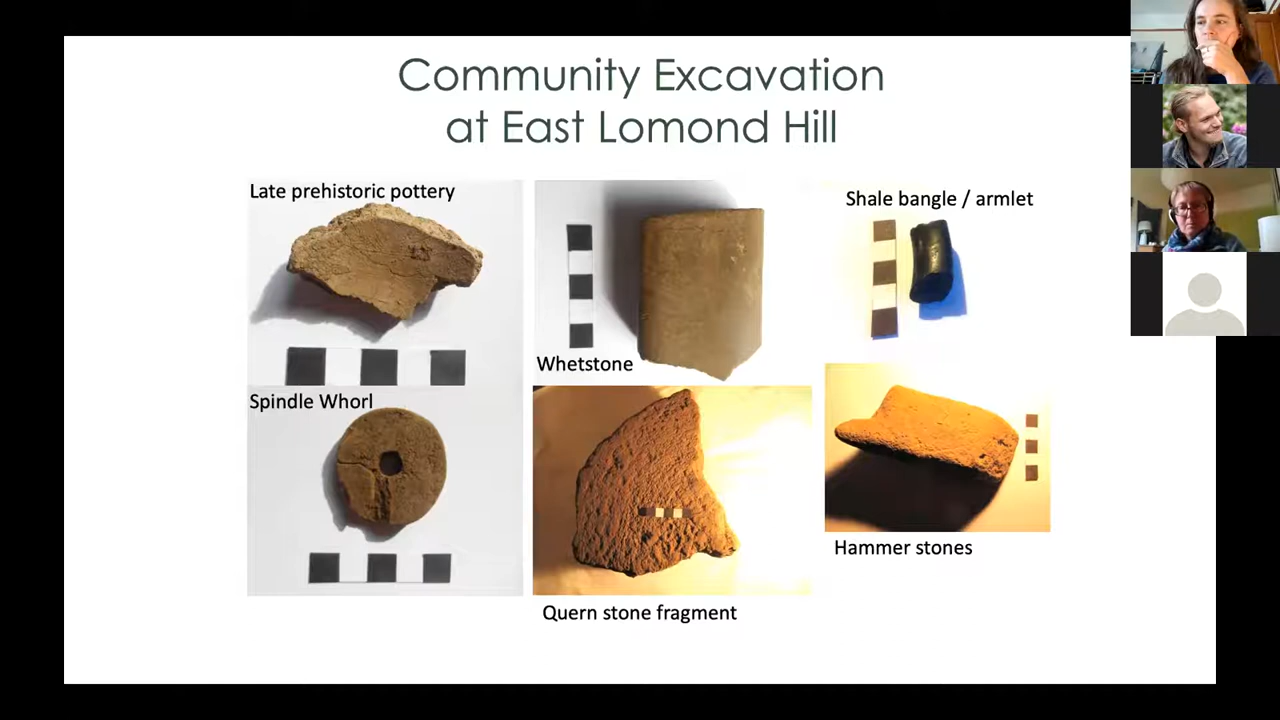 Community Excavation
at East Lomond Hill
Late prehistoric pottery
Whetstone
Shale bangle / armlet
Spindle Whorl
Quern stone fragment
Hammer stones